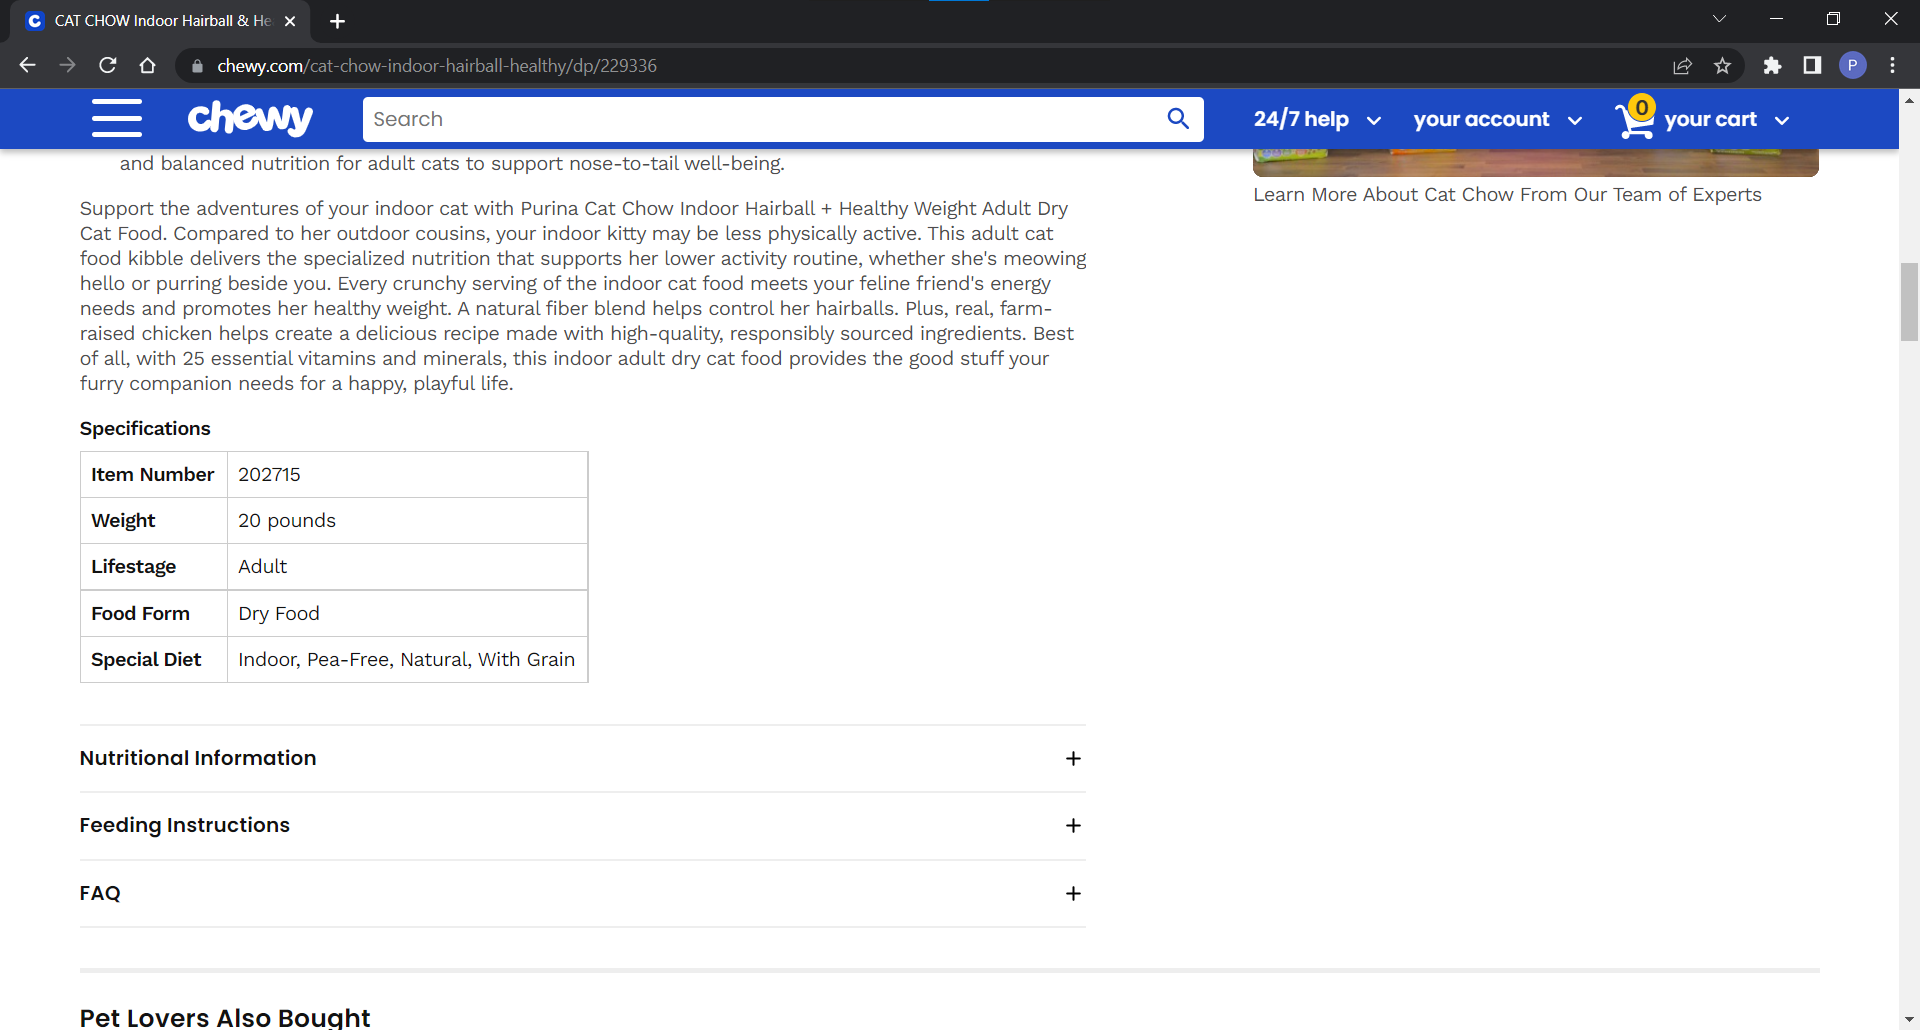 CAT CHOW Indoor Hairball & He
chewy.com/cat-chow-indoor-hairball-healthy/dp/229336
P
chewy
Search
24/7 help
your account
0
your cart
and balanced nutrition for adult cats to support nose-to-tail well-being.
Learn More About Cat Chow From Our Team of Experts
Support the adventures of your indoor cat with Purina Cat Chow Indoor Hairball + Healthy Weight Adult Dry
Cat Food. Compared to her outdoor cousins, your indoor kitty may be less physically active. This adult cat
food kibble delivers the specialized nutrition that supports her lower activity routine, whether she's meowing
hello or purring beside you. Every crunchy serving of the indoor cat food meets your feline friend's energy
needs and promotes her healthy weight. A natural fiber blend helps control her hairballs. Plus, real, farm-
raised chicken helps create a delicious recipe made with high-quality, responsibly sourced ingredients. Best
of all, with 25 essential vitamins and minerals, this indoor adult dry cat food provides the good stuff your
furry companion needs for a happy, playful life.
Specifications
Item Number 202715
Weight 20 pounds
Lifestage Adult
Food Form Dry Food
Special Diet Indoor, Pea-Free, Natural, With Grain
Nutritional Information +
Feeding Instructions +
FAQ +
Pet Lovers Also Bought